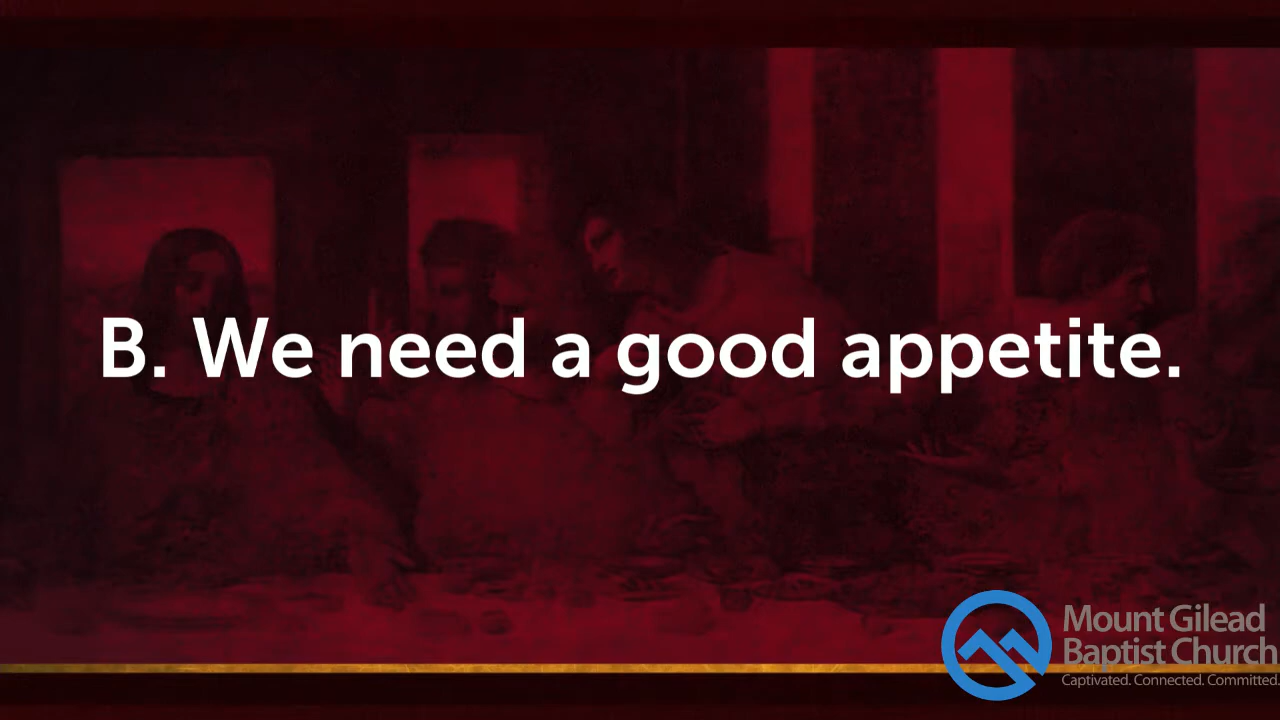 B. We need a good appetite.
Mount Gilead
Baptist Church
Captivated. Connected. Committed.